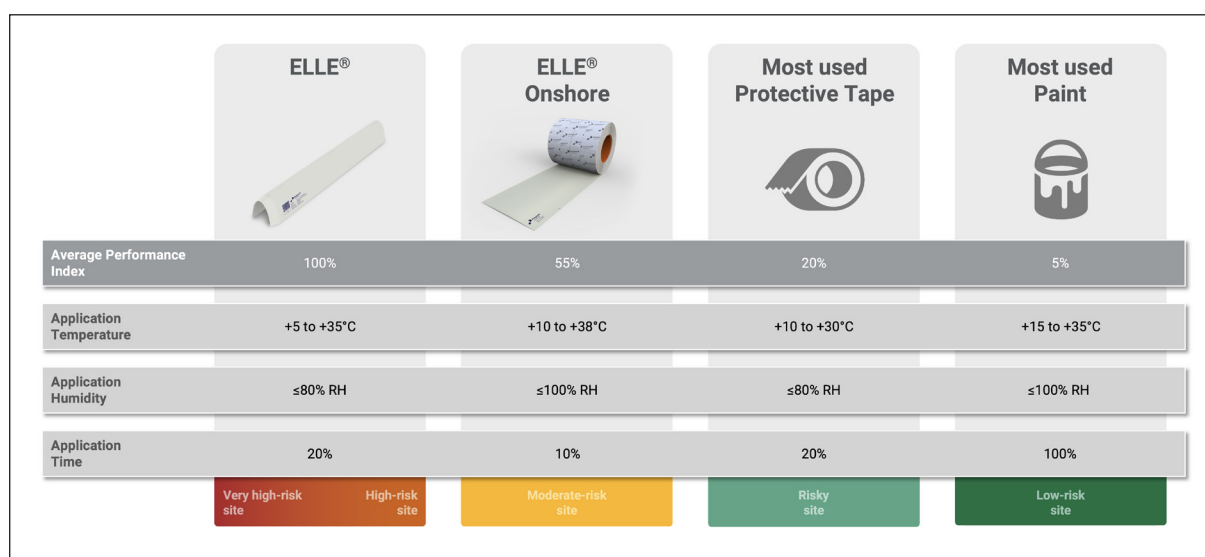 ELLE®
ELLE®
Onshore
Most used
Protective Tape
Most used
Paint
Average Performance
Index
100%
55%
20%
5%
Application
Temperature
+5 to +35°C
+10 to +38°C
+10 to +30°C
+15 to +35°C
Application
Humidity
≤80% RH
≤100% RH
≤80% RH
≤100% RH
Application
Time
20%
10%
20%
100%
Very high-risk
site
High-risk
site
Moderate-risk
site
Risky
site
Low-risk
site